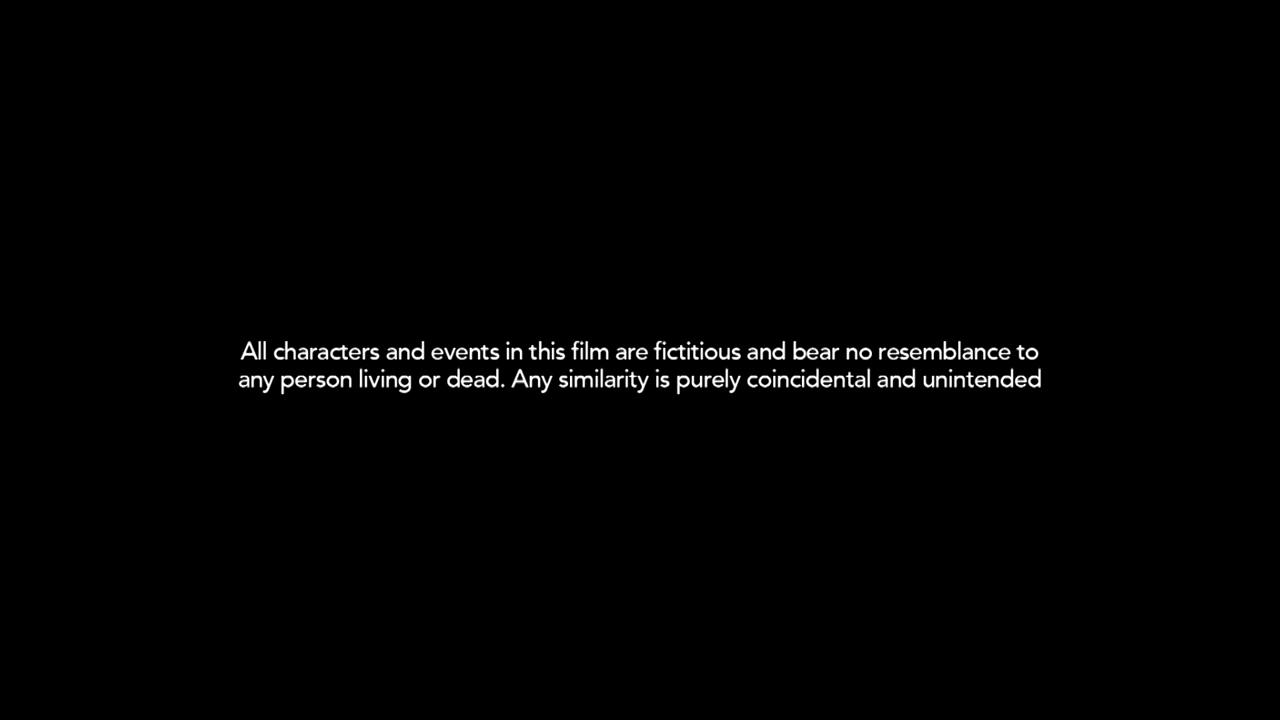 All characters and events in this film are fictitious and bear no resemblance to
any person living or dead. Any similarity is purely coincidental and unintended